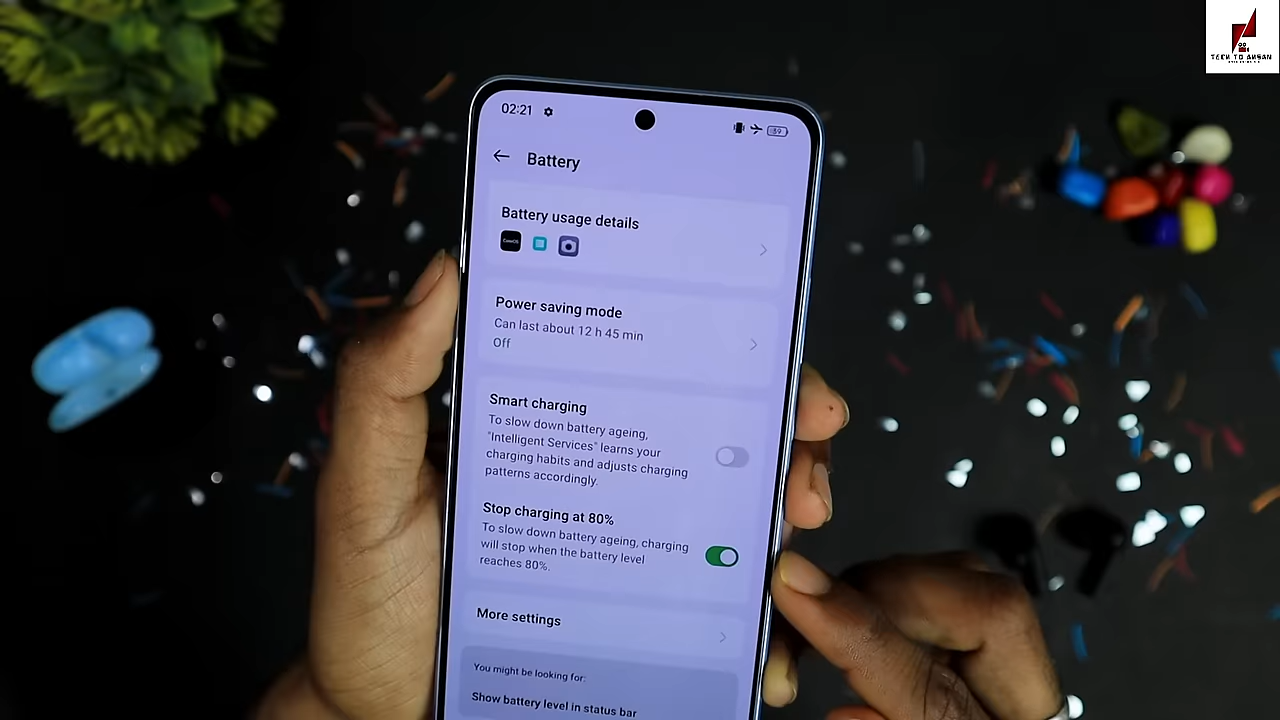 TECH TO AHSAN
02:21
59
Battery
Battery usage details
ColorOS
Power saving mode
Can last about 12 h 45 min
Off
Smart charging
To slow down battery ageing,
"Intelligent Services" learns your
charging habits and adjusts charging
patterns accordingly.
Stop charging at 80%
To slow down battery ageing, charging
will stop when the battery level
reaches 80%.
More settings
You might be looking for:
Show battery level in status bar